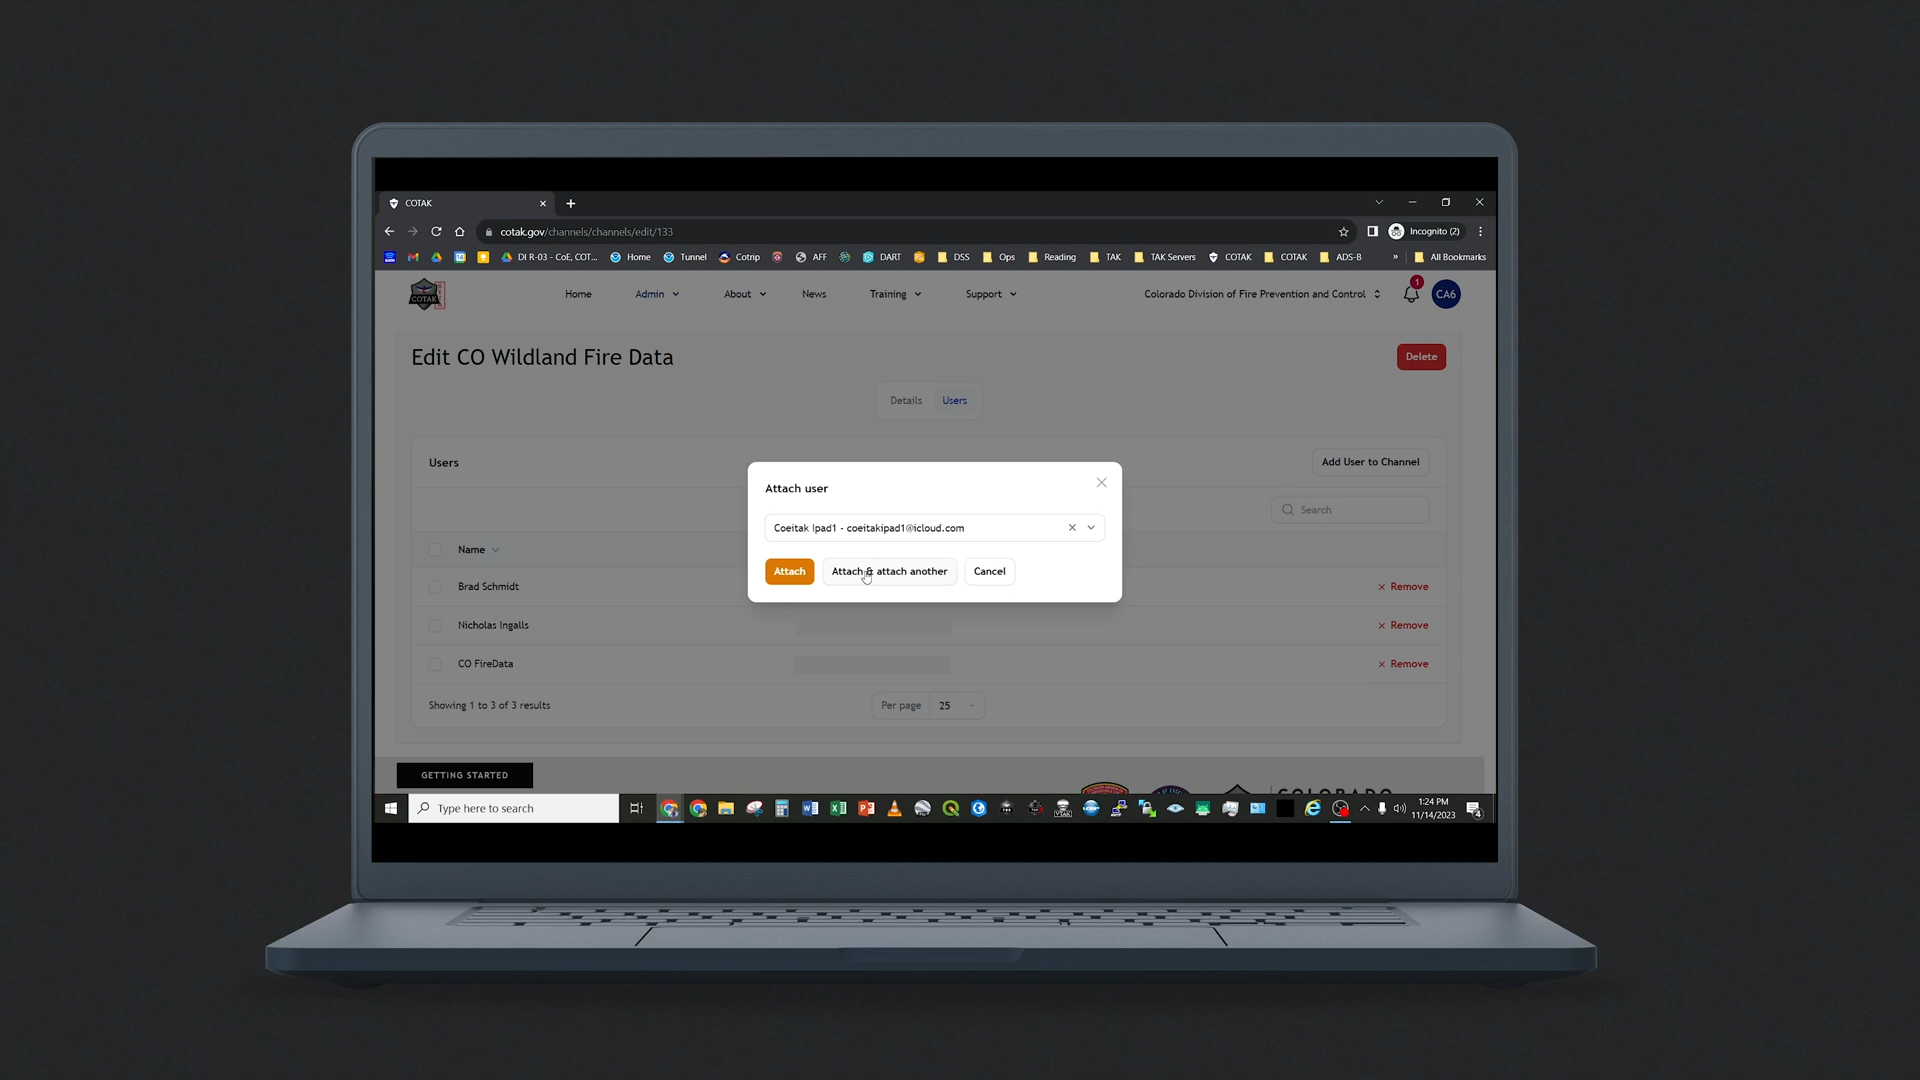 COTAK
cotak.gov/channels/channels/edit/133
Incognito (2)
DI R-03 - CoE, COT...
Home
Tunnel
Cotrip
AFF
DART
DSS
Ops
Reading
TAK
TAK Servers
COTAK
COTAK
ADS-B
»
All Bookmarks
COTAK
Home
Admin
About
News
Training
Support
Colorado Division of Fire Prevention and Control
1
CA6
Edit CO Wildland Fire Data
Delete
Details
Users
Users
Add User to Channel
Search
Attach user
Coeitak Ipad1 - coeitakipad1@icloud.com
Attach
Attach & attach another
Cancel
Name
Brad Schmidt
Remove
Nicholas Ingalls
Remove
CO FireData
Remove
Showing 1 to 3 of 3 results
Per page
25
GETTING STARTED
COLORADO
Type here to search
1:24 PM
11/14/2023
4